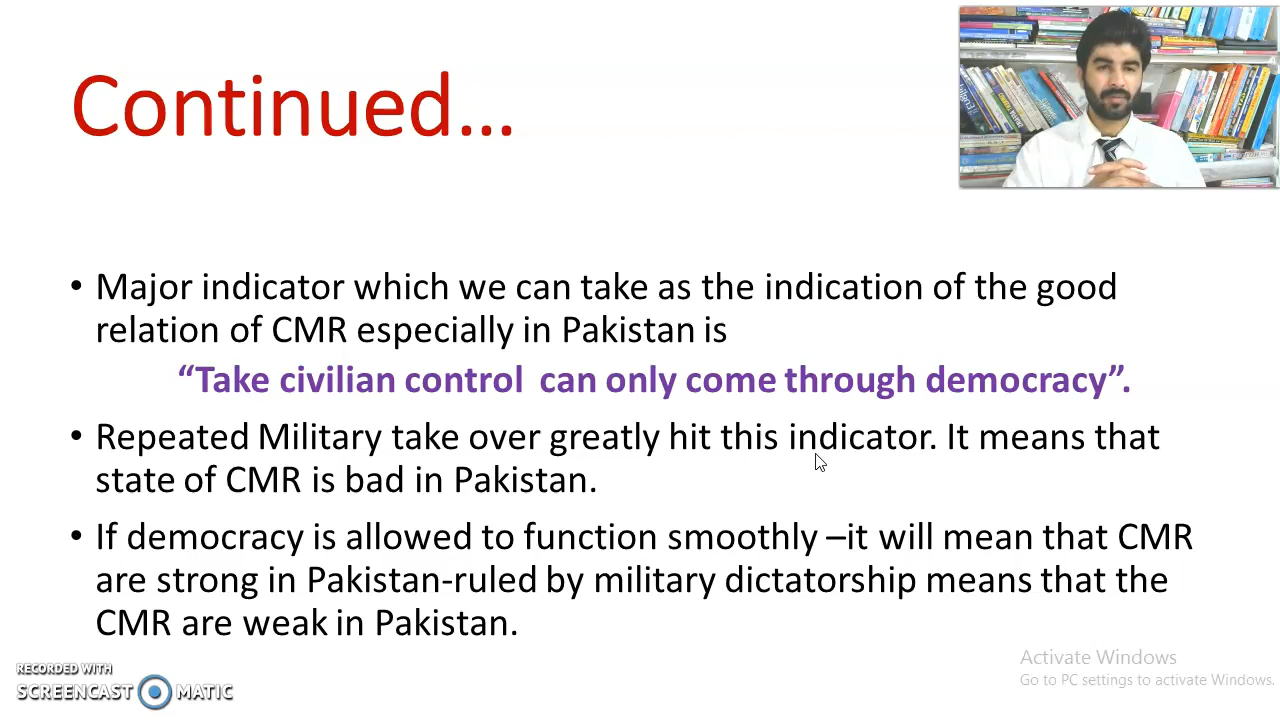 Continued...
• Major indicator which we can take as the indication of the good
relation of CMR especially in Pakistan is
“Take civilian control can only come through democracy”.
• Repeated Military take over greatly hit this indicator. It means that
state of CMR is bad in Pakistan.
• If democracy is allowed to function smoothly –it will mean that CMR
are strong in Pakistan-ruled by military dictatorship means that the
CMR are weak in Pakistan.
Activate Windows
Go to PC settings to activate Windows.
RECORDED WITH
SCREENCAST MATIC